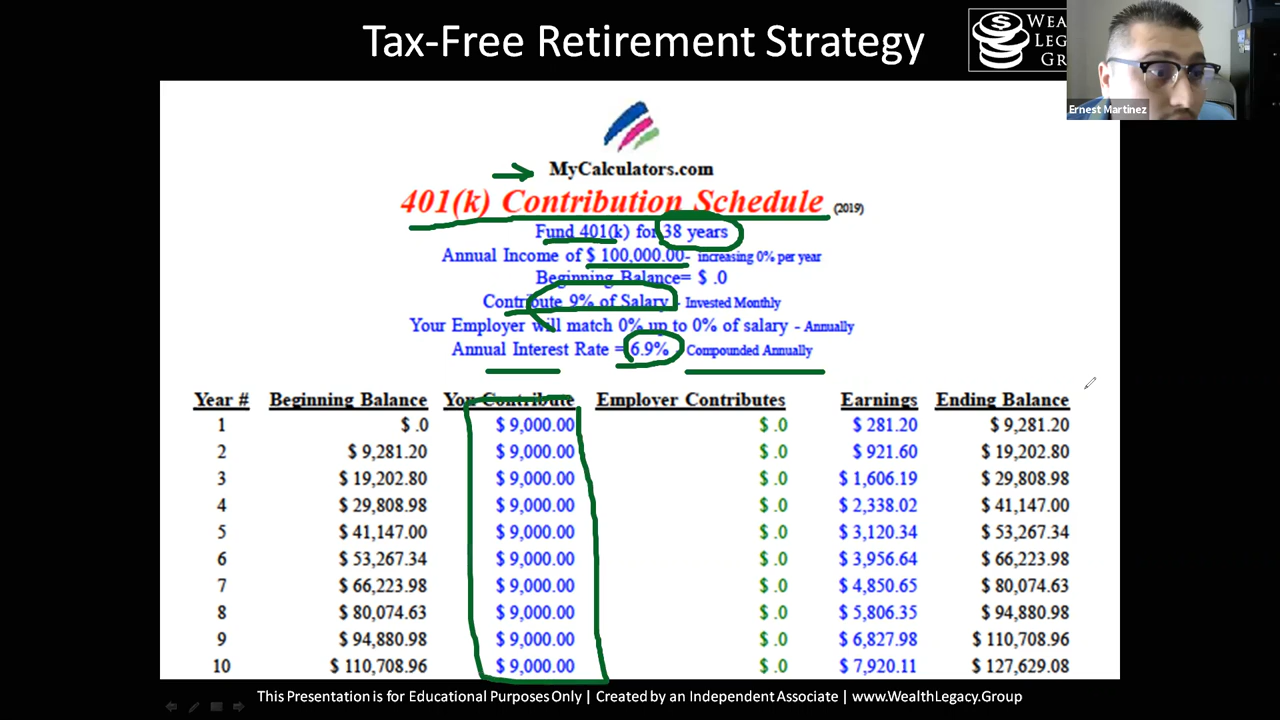 Tax-Free Retirement Strategy
Ernest Martinez
MyCalculators.com
401(k) Contribution Schedule (2019)
Fund 401(k) for 38 years
Annual Income of $ 100,000.00- increasing 0% per year
Beginning Balance= $ .0
Contribute 9% of Salary - Invested Monthly
Your Employer will match 0% up to 0% of salary - Annually
Annual Interest Rate = 6.9% - Compounded Annually
Year # Beginning Balance You Contribute Employer Contributes Earnings Ending Balance
1 $ .0 $ 9,000.00 $ .0 $ 281.20 $ 9,281.20
2 $ 9,281.20 $ 9,000.00 $ .0 $ 921.60 $ 19,202.80
3 $ 19,202.80 $ 9,000.00 $ .0 $ 1,606.19 $ 29,808.98
4 $ 29,808.98 $ 9,000.00 $ .0 $ 2,338.02 $ 41,147.00
5 $ 41,147.00 $ 9,000.00 $ .0 $ 3,120.34 $ 53,267.34
6 $ 53,267.34 $ 9,000.00 $ .0 $ 3,956.64 $ 66,223.98
7 $ 66,223.98 $ 9,000.00 $ .0 $ 4,850.65 $ 80,074.63
8 $ 80,074.63 $ 9,000.00 $ .0 $ 5,806.35 $ 94,880.98
9 $ 94,880.98 $ 9,000.00 $ .0 $ 6,827.98 $ 110,708.96
10 $ 110,708.96 $ 9,000.00 $ .0 $ 7,920.11 $ 127,629.08
This Presentation is for Educational Purposes Only | Created by an Independent Associate | www.WealthLegacy.Group